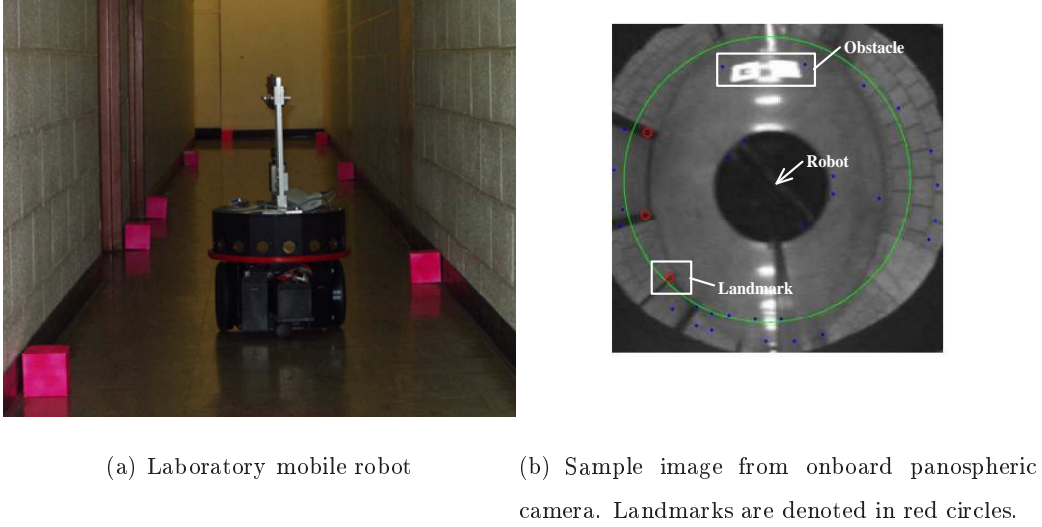 Obstacle
Robot
Landmark
(a) Laboratory mobile robot
(b) Sample image from onboard panospheric
camera. Landmarks are denoted in red circles.